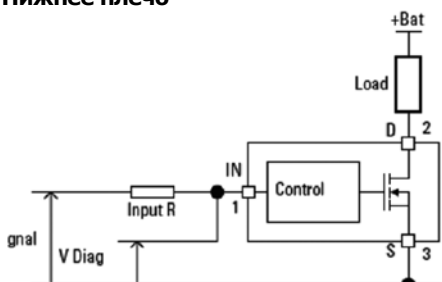 Нижнее плечо
+Bat
Load
D 2
IN
Control
1
Input R
gnal
V Diag
S 3